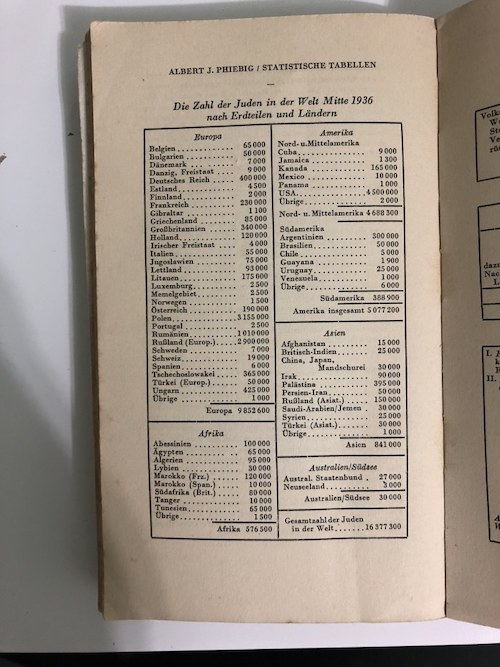 ALBERT J. PHIEBIG / STATISTISCHE TABELLEN
Die Zahl der Juden in der Welt Mitte 1936
nach Erdteilen und Ländern
Europa
Belgien 65 000
Bulgarien 50 000
Dänemark 7 000
Danzig, Freistaat 9 000
Deutsches Reich 400 000
Estland 4 500
Finnland 2 000
Frankreich 230 000
Gibraltar 1 100
Griechenland 85 000
Großbritannien 340 000
Holland 120 000
Irischer Freistaat 4 000
Italien 55 000
Jugoslawien 75 000
Lettland 93 000
Litauen 175 000
Luxemburg 2 500
Memelgebiet 2 500
Norwegen 1 500
Österreich 190 000
Polen 3 155 000
Portugal 2 500
Rumänien 1 010 000
Rußland (Europ.) 2 900 000
Schweden 7 000
Schweiz 19 000
Spanien 6 000
Tschechoslowakei 365 000
Türkei (Europ.) 50 000
Ungarn 425 000
Übrige 1 000
Europa 9 852 600
Afrika
Abessinien 100 000
Ägypten 65 000
Algerien 95 000
Lybien 30 000
Marokko (Frz.) 120 000
Marokko (Span.) 10 000
Südafrika (Brit.) 80 000
Tanger 10 000
Tunesien 65 000
Übrige 1 500
Afrika 576 500
Amerika
Nord- u. Mittelamerika
Cuba 9 000
Jamaica 1 300
Kanada 165 000
Mexico 10 000
Panama 1 000
USA. 4 500 000
Übrige 2 000
Nord- u. Mittelamerika 4 688 300
Südamerika
Argentinien 300 000
Brasilien 50 000
Chile 5 000
Guayana 1 900
Uruguay 25 000
Venezuela 1 000
Übrige 6 000
Südamerika 388 900
Amerika insgesamt 5 077 200
Asien
Afghanistan 15 000
Britisch-Indien 25 000
China, Japan,
Mandschurei 30 000
Irak 90 000
Palästina 395 000
Persien-Iran 50 000
Rußland (Asiat.) 150 000
Saudi-Arabien/Jemen 30 000
Syrien 25 000
Türkei (Asiat.) 30 000
Übrige 1 000
Asien 841 000
Australien/Südsee
Austral. Staatenbund 27 000
Neuseeland 3 000
Australien/Südsee 30 000
Gesamtzahl der Juden
in der Welt 16 377 300